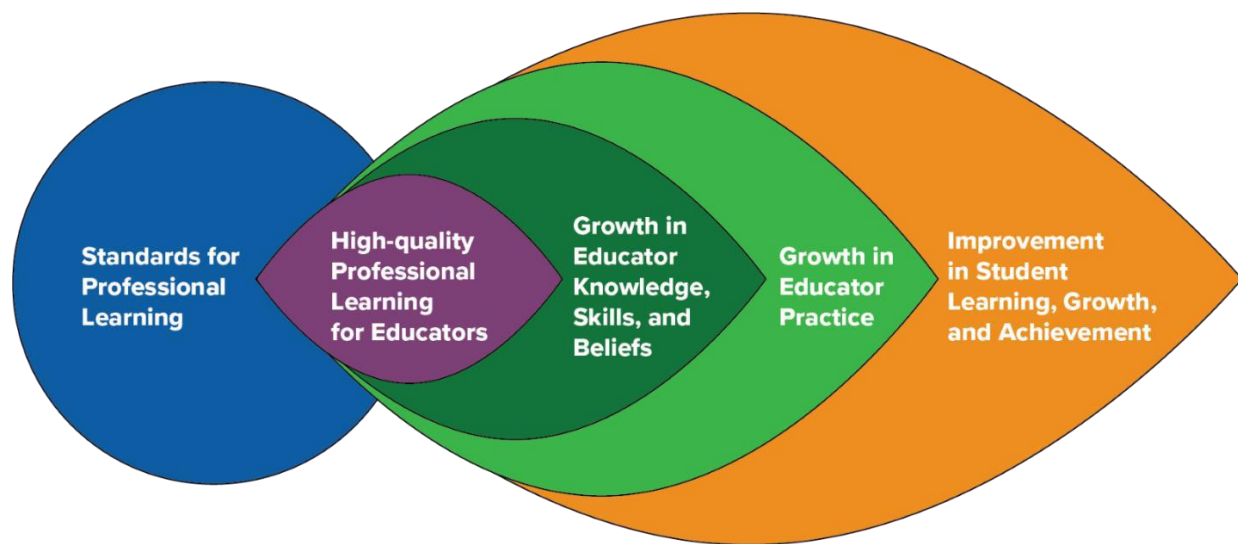 Standards for
Professional
Learning
High-quality
Professional
Learning
for Educators
Growth in
Educator
Knowledge,
Skills, and
Beliefs
Growth in
Educator
Practice
Improvement
in Student
Learning, Growth,
and Achievement